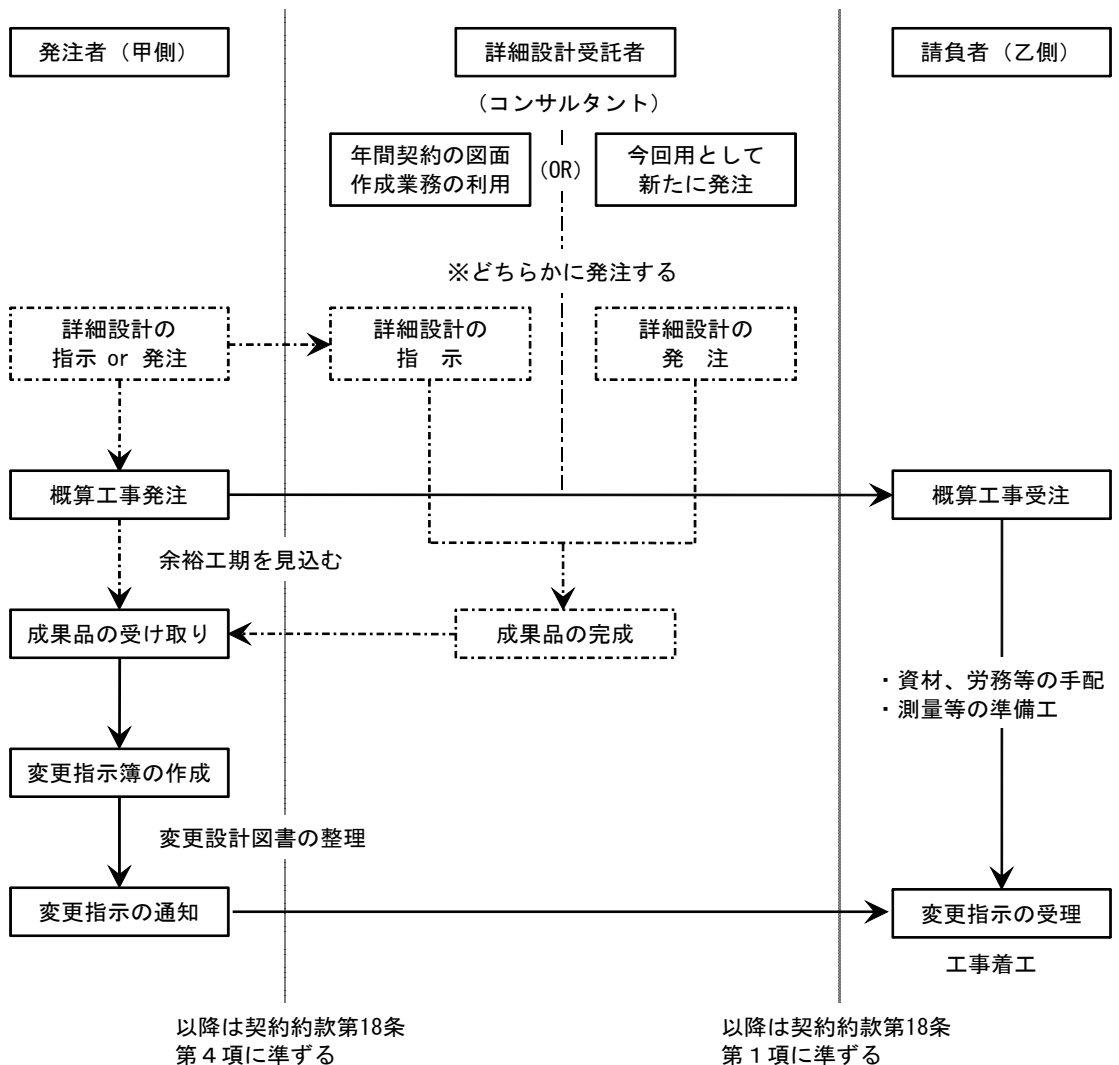 発注者（甲側）
詳細設計受託者
請負者（乙側）
（コンサルタント）
年間契約の図面
作成業務の利用
(OR)
今回用として
新たに発注
※どちらかに発注する
詳細設計の
指示 or 発注
詳細設計の
指　示
詳細設計の
発　注
概算工事発注
概算工事受注
余裕工期を見込む
成果品の受け取り
成果品の完成
・資材、労務等の手配
・測量等の準備工
変更指示簿の作成
変更設計図書の整理
変更指示の通知
変更指示の受理
工事着工
以降は契約約款第18条
第４項に準ずる
以降は契約約款第18条
第１項に準ずる